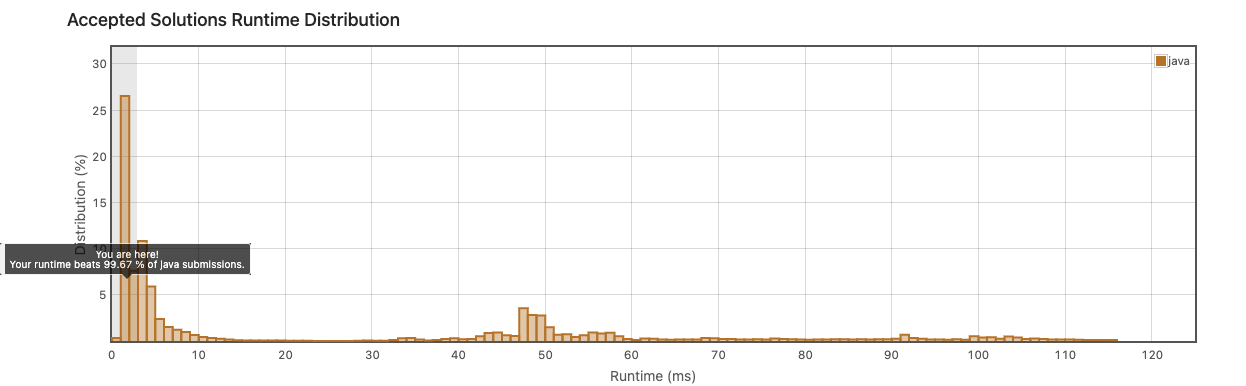 Accepted Solutions Runtime Distribution
java
30
25
20
15
10
5
Distribution (%)
You are here!
Your runtime beats 99.67 % of java submissions.
0 10 20 30 40 50 60 70 80 90 100 110 120
Runtime (ms)